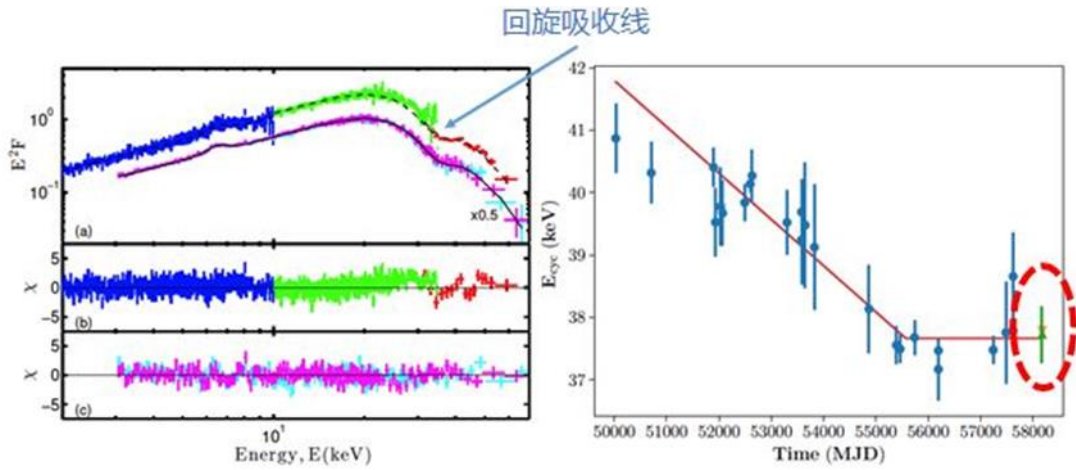 回旋吸收线
E²F
10⁰
10⁻¹
x0.5
(a)
χ
5
0
-5
(b)
χ
5
0
-5
(c)
10¹
Energy, E(keV)
E_cyc (keV)
42
41
40
39
38
37
50000 51000 52000 53000 54000 55000 56000 57000 58000
Time (MJD)